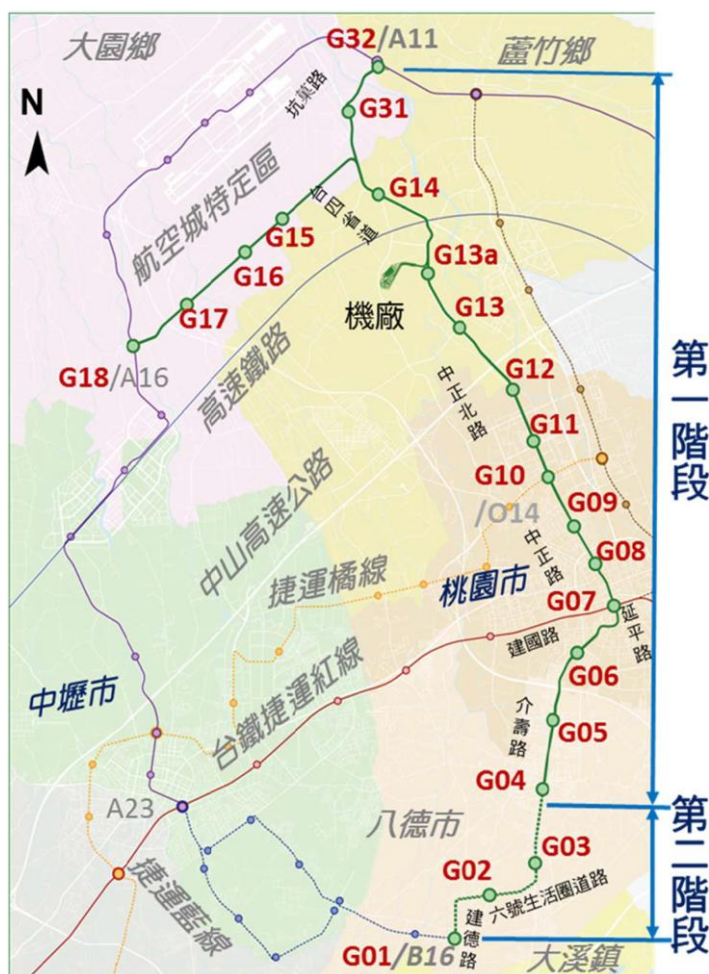 大園鄉
G32/A11
蘆竹鄉
N
坑菓路
G31
航空城特定區
G14
台四省道
G15
G16
G13a
G17
機廠
G13
G18/A16
高速鐵路
G12
中正北路
G11
第一階段
中山高速公路
G10
/O14
G09
中正路
G08
捷運橘線
桃園市
G07
延平路
建國路
G06
中壢市
台鐵捷運紅線
介壽路
G05
G04
A23
八德市
第二階段
G03
G02
六號生活圈道路
捷運藍線
建德路
G01/B16
大溪鎮